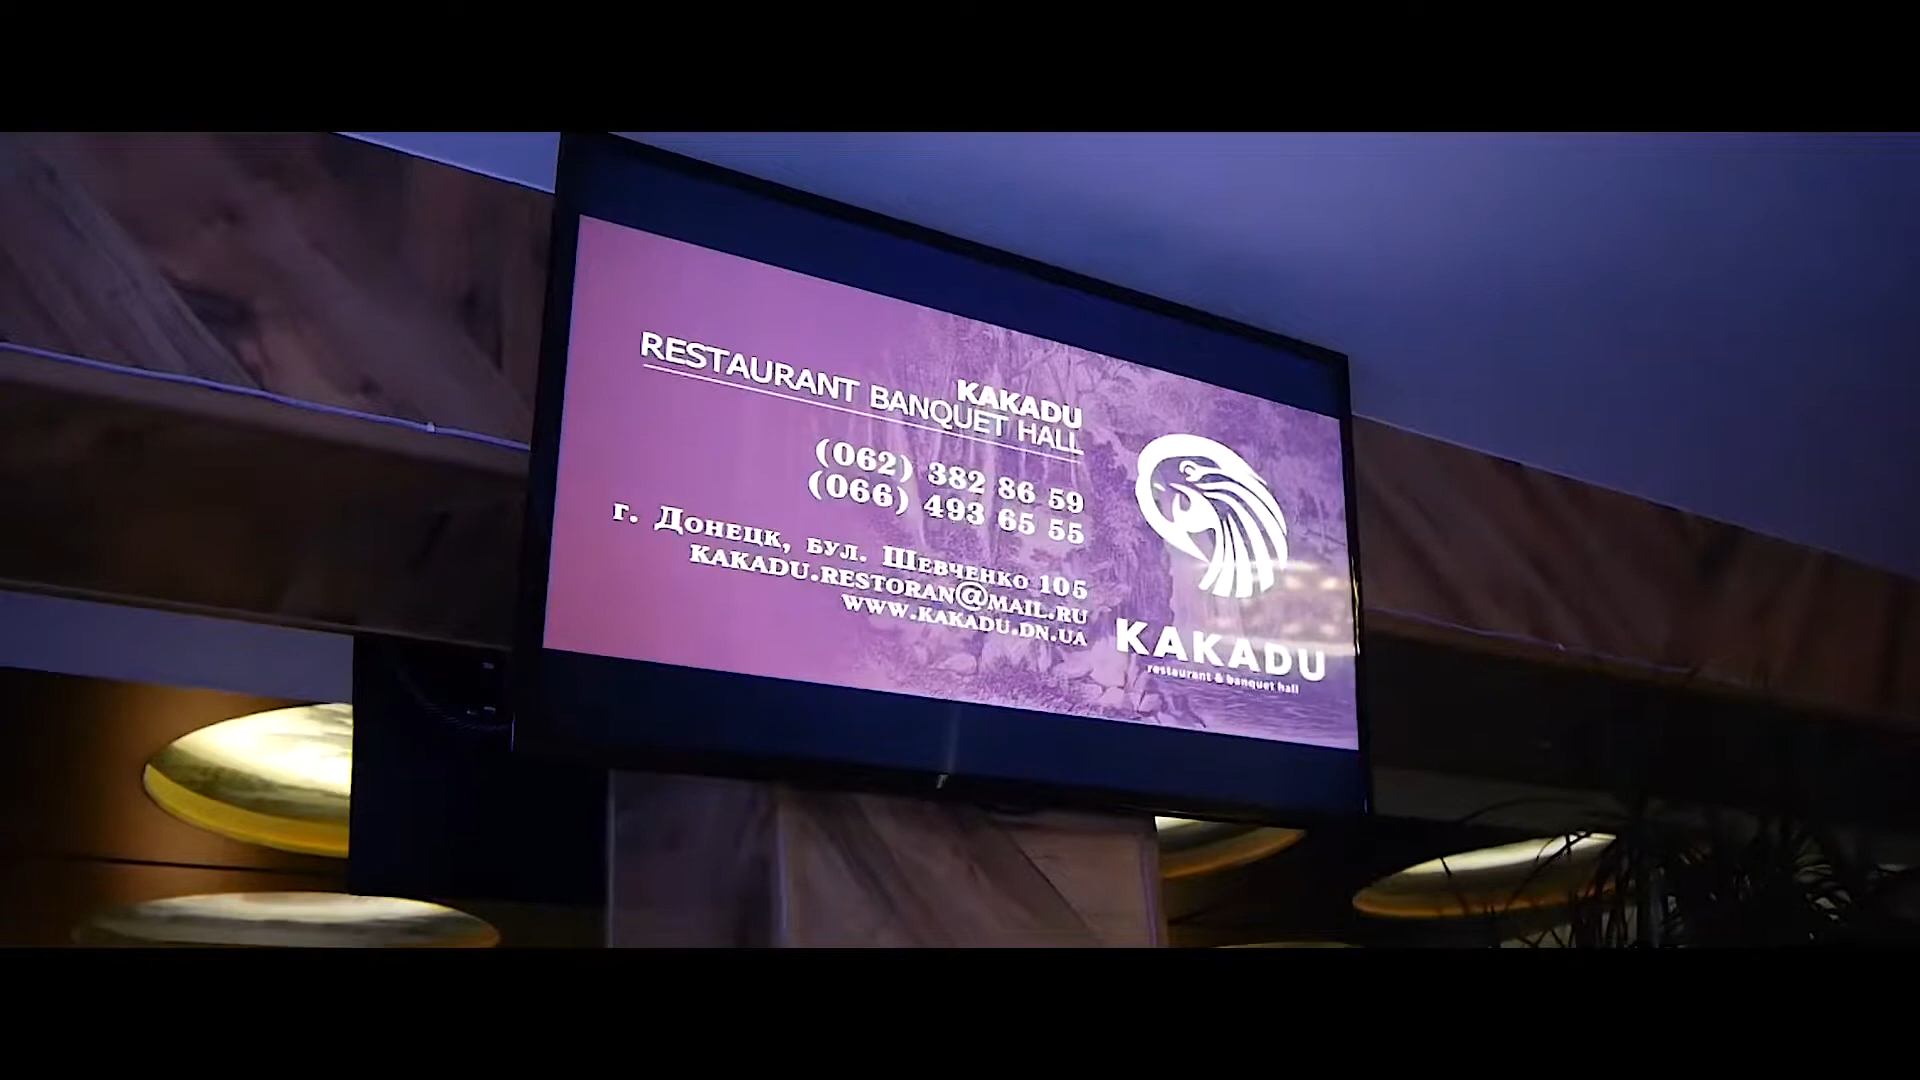 KAKADU
RESTAURANT BANQUET HALL
(062) 382 86 59
(066) 493 65 55
г. Донецк, бул. Шевченко 105
KAKADU.RESTORAN@MAIL.RU
WWW.KAKADU.DN.UA
KAKADU
restaurant & banquet hall